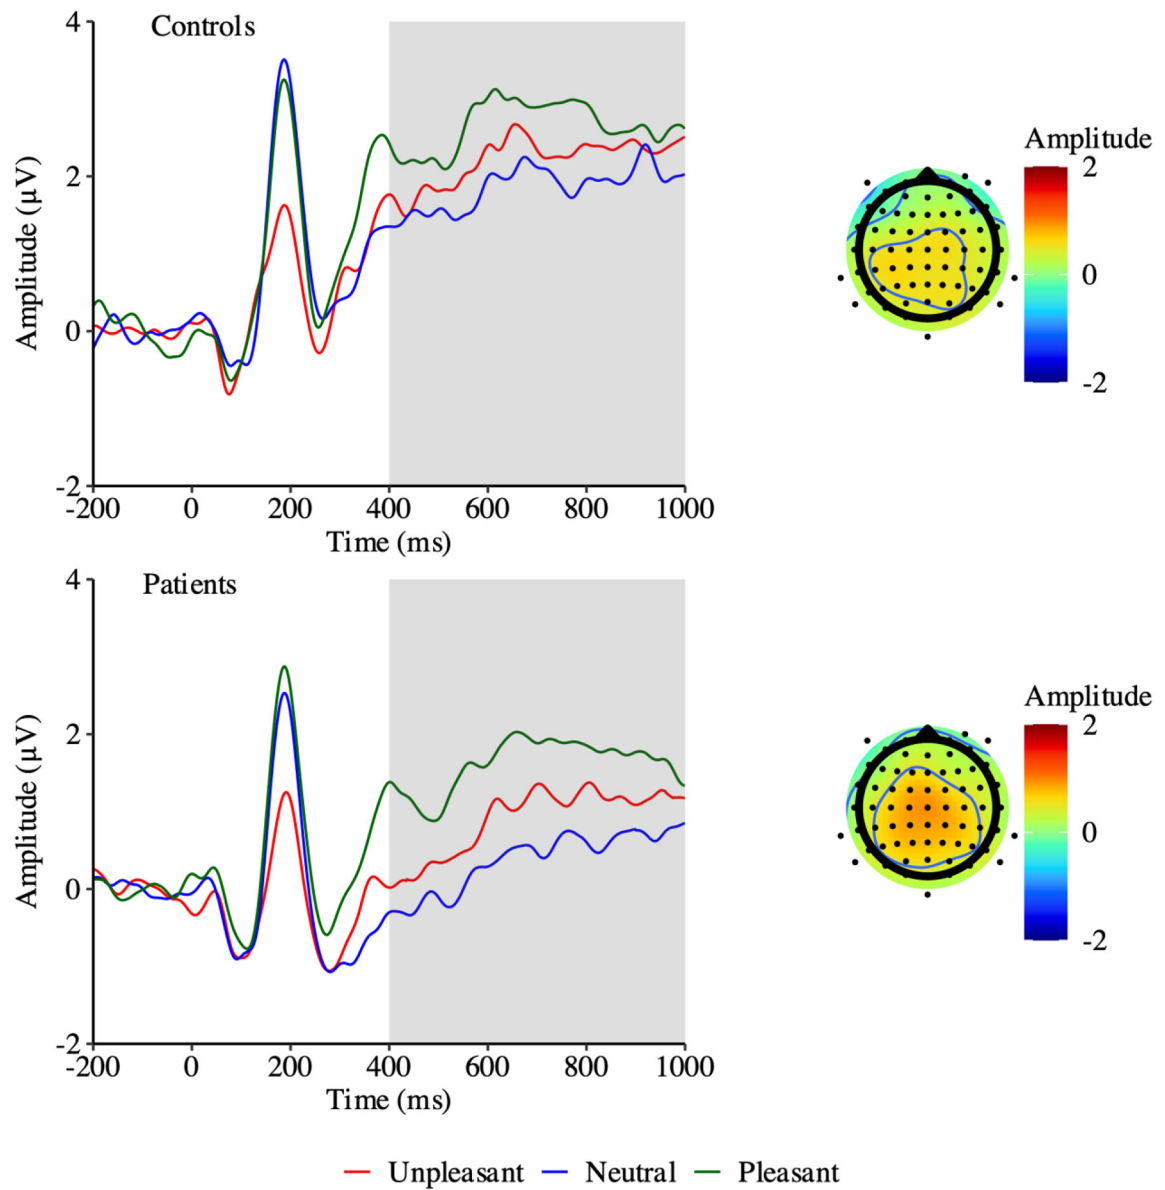 Controls
4
2
0
-2
Amplitude (µV)
-200 0 200 400 600 800 1000
Time (ms)
Amplitude
2
0
-2
Patients
4
2
0
-2
Amplitude (µV)
-200 0 200 400 600 800 1000
Time (ms)
Amplitude
2
0
-2
Unpleasant Neutral Pleasant